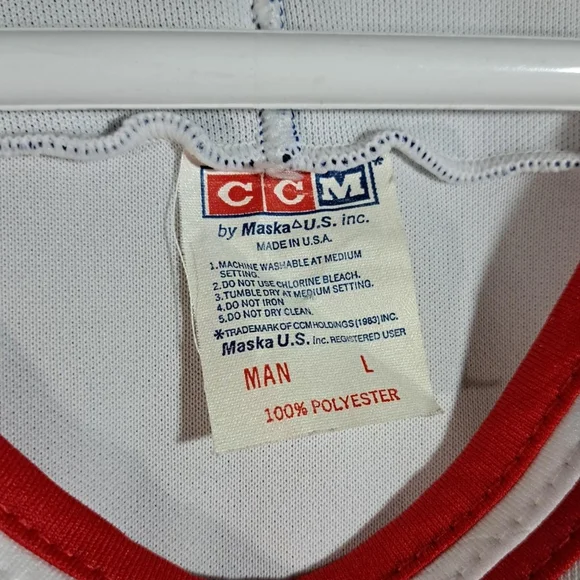 CCM*
by Maska△U.S. inc.
MADE IN U.S.A.
1.MACHINE WASHABLE AT MEDIUM
SETTING.
2.DO NOT USE CHLORINE BLEACH.
3.TUMBLE DRY AT MEDIUM SETTING.
4.DO NOT IRON
5.DO NOT DRY CLEAN.
*TRADEMARK OF CCM HOLDINGS (1983) INC.
Maska U.S. Inc. REGISTERED USER
MAN L
100% POLYESTER